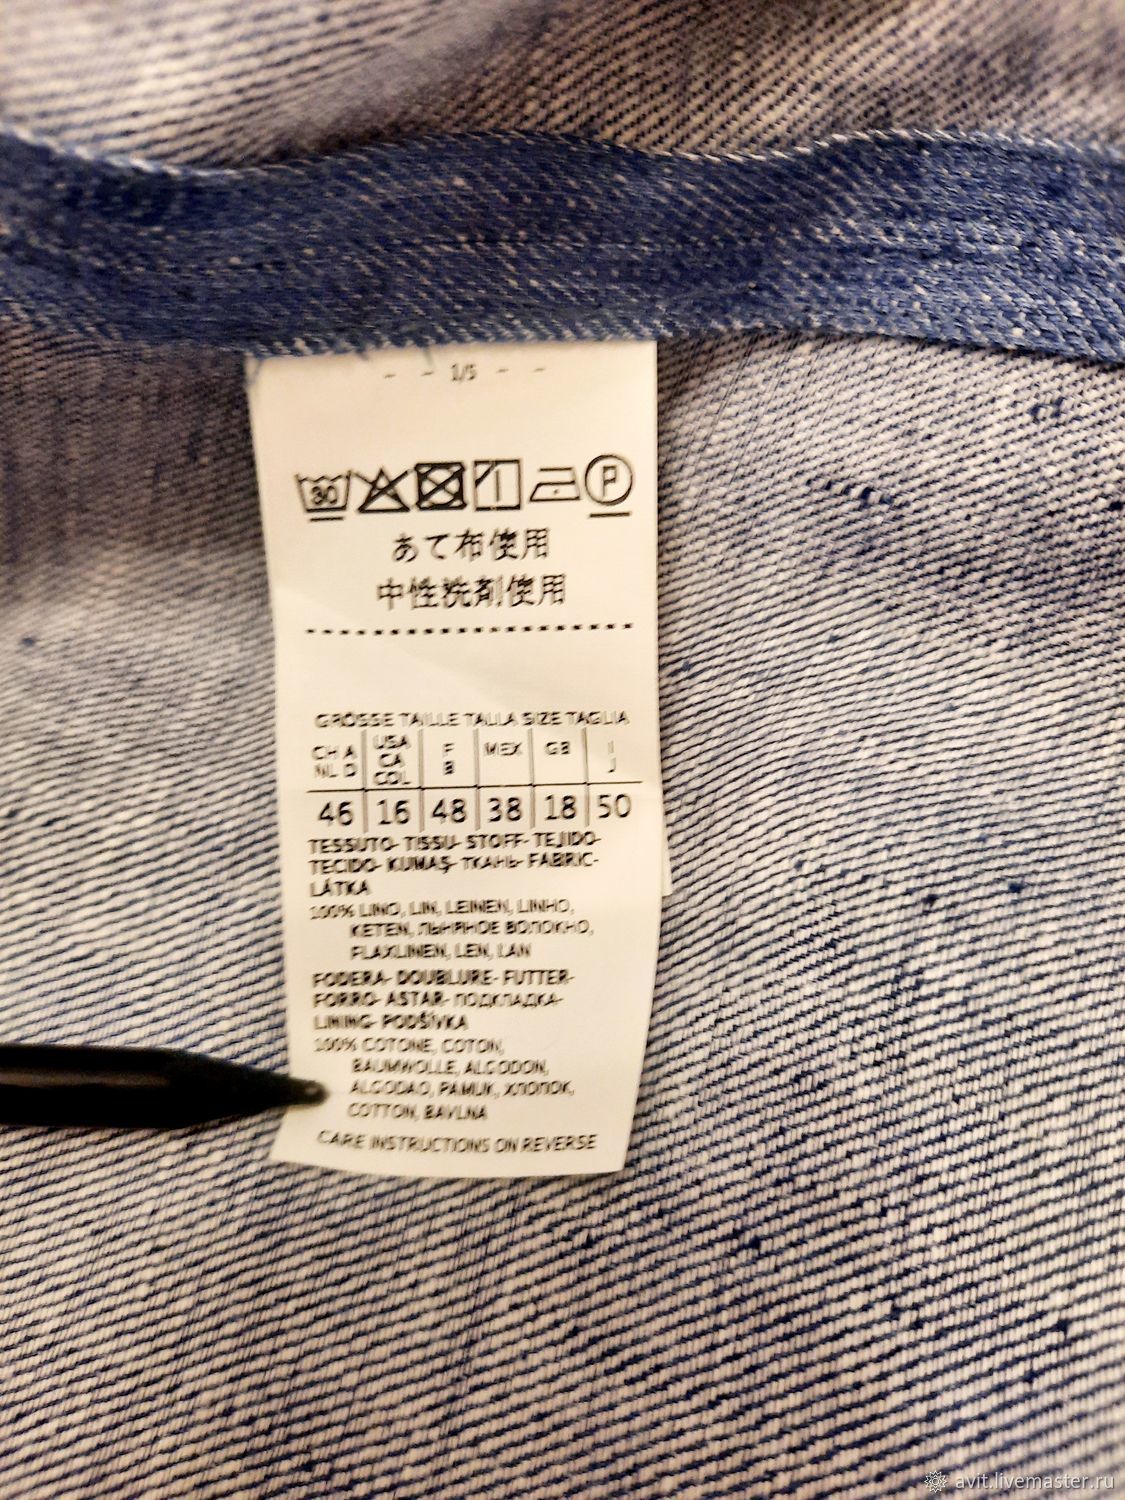 - - 1/5 - -
30 P
あて布使用
中性洗剤使用
GRÖSSE TAILLE TALLA SIZE TAGLIA
CH A NL D USA CA COL F B MEX GB I J
46 16 48 38 18 50
TESSUTO- TISSU- STOFF- TEJIDO-
TECIDO- KUMAŞ- ТКАНЬ- FABRIC-
LÁTKA
100% LINO, LIN, LEINEN, LINHO,
KETEN, ЛЬНЯНОЕ ВОЛОКНО,
FLAX/LINEN, LEN, LAN
FODERA- DOUBLURE- FUTTER-
FORRO- ASTAR- ПОДКЛАДКА-
LINING- PODŠÍVKA
100% COTONE, COTON,
BAUMWOLLE, ALGODON,
ALGODAO, PAMUK, ХЛОПОК,
COTTON, BAVLNA
CARE INSTRUCTIONS ON REVERSE
avit.livemaster.ru